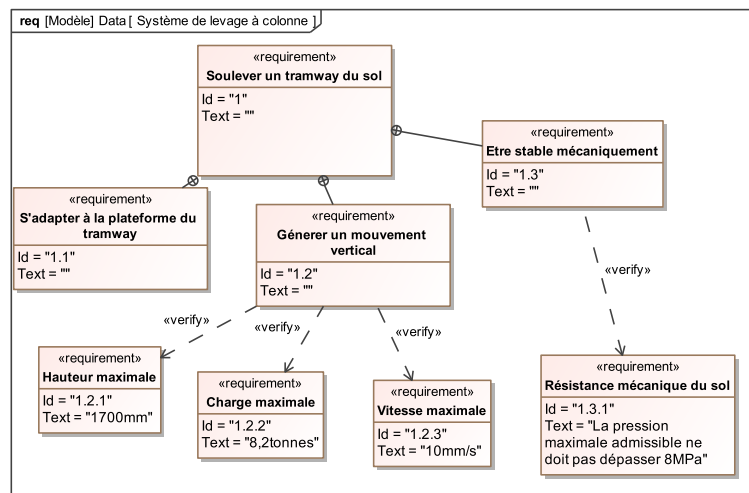 req [Modèle] Data [ Système de levage à colonne ]
«requirement»
Soulever un tramway du sol
Id = "1"
Text = ""
«requirement»
Etre stable mécaniquement
Id = "1.3"
Text = ""
«requirement»
S'adapter à la plateforme du
tramway
Id = "1.1"
Text = ""
«requirement»
Génerer un mouvement
vertical
Id = "1.2"
Text = ""
«verify»
«verify»
«verify»
«verify»
«requirement»
Hauteur maximale
Id = "1.2.1"
Text = "1700mm"
«requirement»
Charge maximale
Id = "1.2.2"
Text = "8,2tonnes"
«requirement»
Vitesse maximale
Id = "1.2.3"
Text = "10mm/s"
«requirement»
Résistance mécanique du sol
Id = "1.3.1"
Text = "La pression
maximale admissible ne
doit pas dépasser 8MPa"